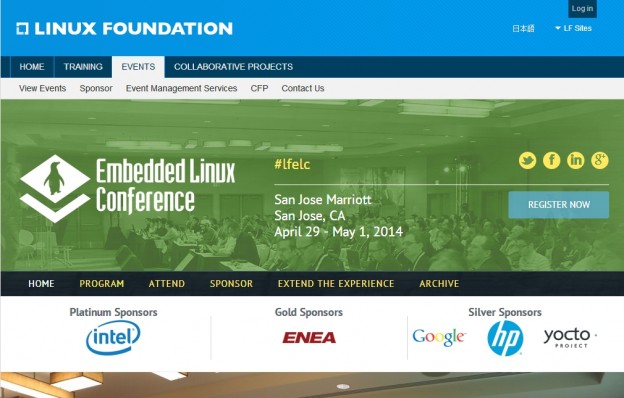 Log in
LINUX FOUNDATION
日本語
LF Sites
HOME TRAINING EVENTS COLLABORATIVE PROJECTS
View Events Sponsor Event Management Services CFP Contact Us
Embedded Linux
Conference
#lfelc
San Jose Marriott
San Jose, CA
April 29 - May 1, 2014
REGISTER NOW
HOME PROGRAM ATTEND SPONSOR EXTEND THE EXPERIENCE ARCHIVE
Platinum Sponsors Gold Sponsors Silver Sponsors
intel ENEA Google hp yocto
PROJECT